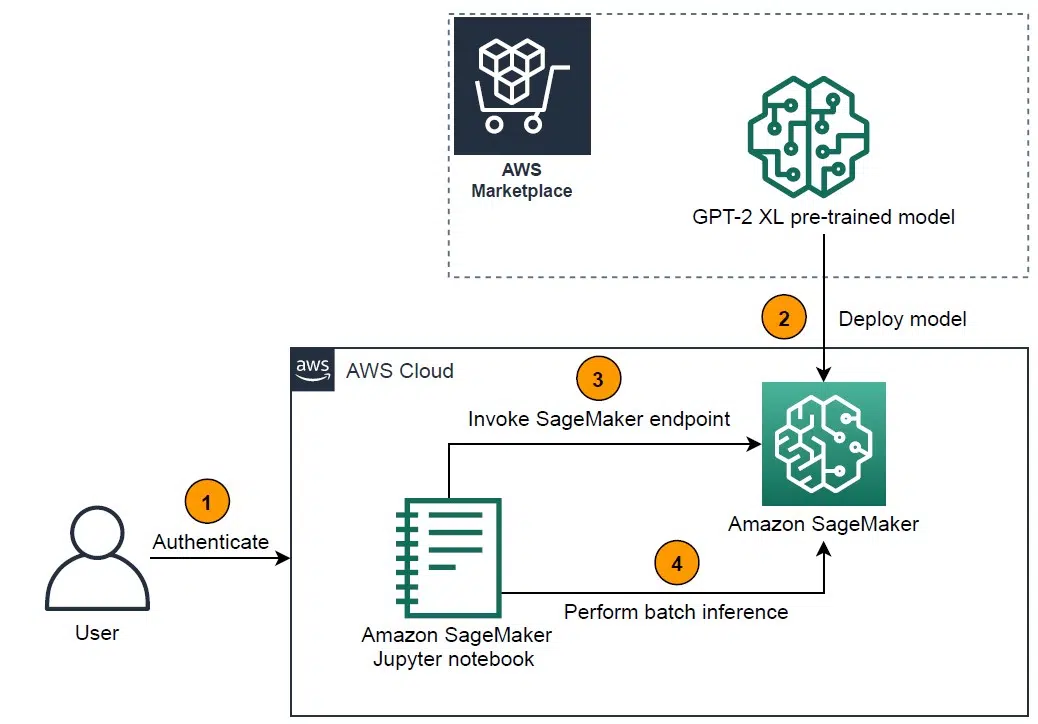 AWS
Marketplace
GPT-2 XL pre-trained model
2
Deploy model
aws
AWS Cloud
3
Invoke SageMaker endpoint
1
Authenticate
User
Amazon SageMaker
4
Perform batch inference
Amazon SageMaker
Jupyter notebook